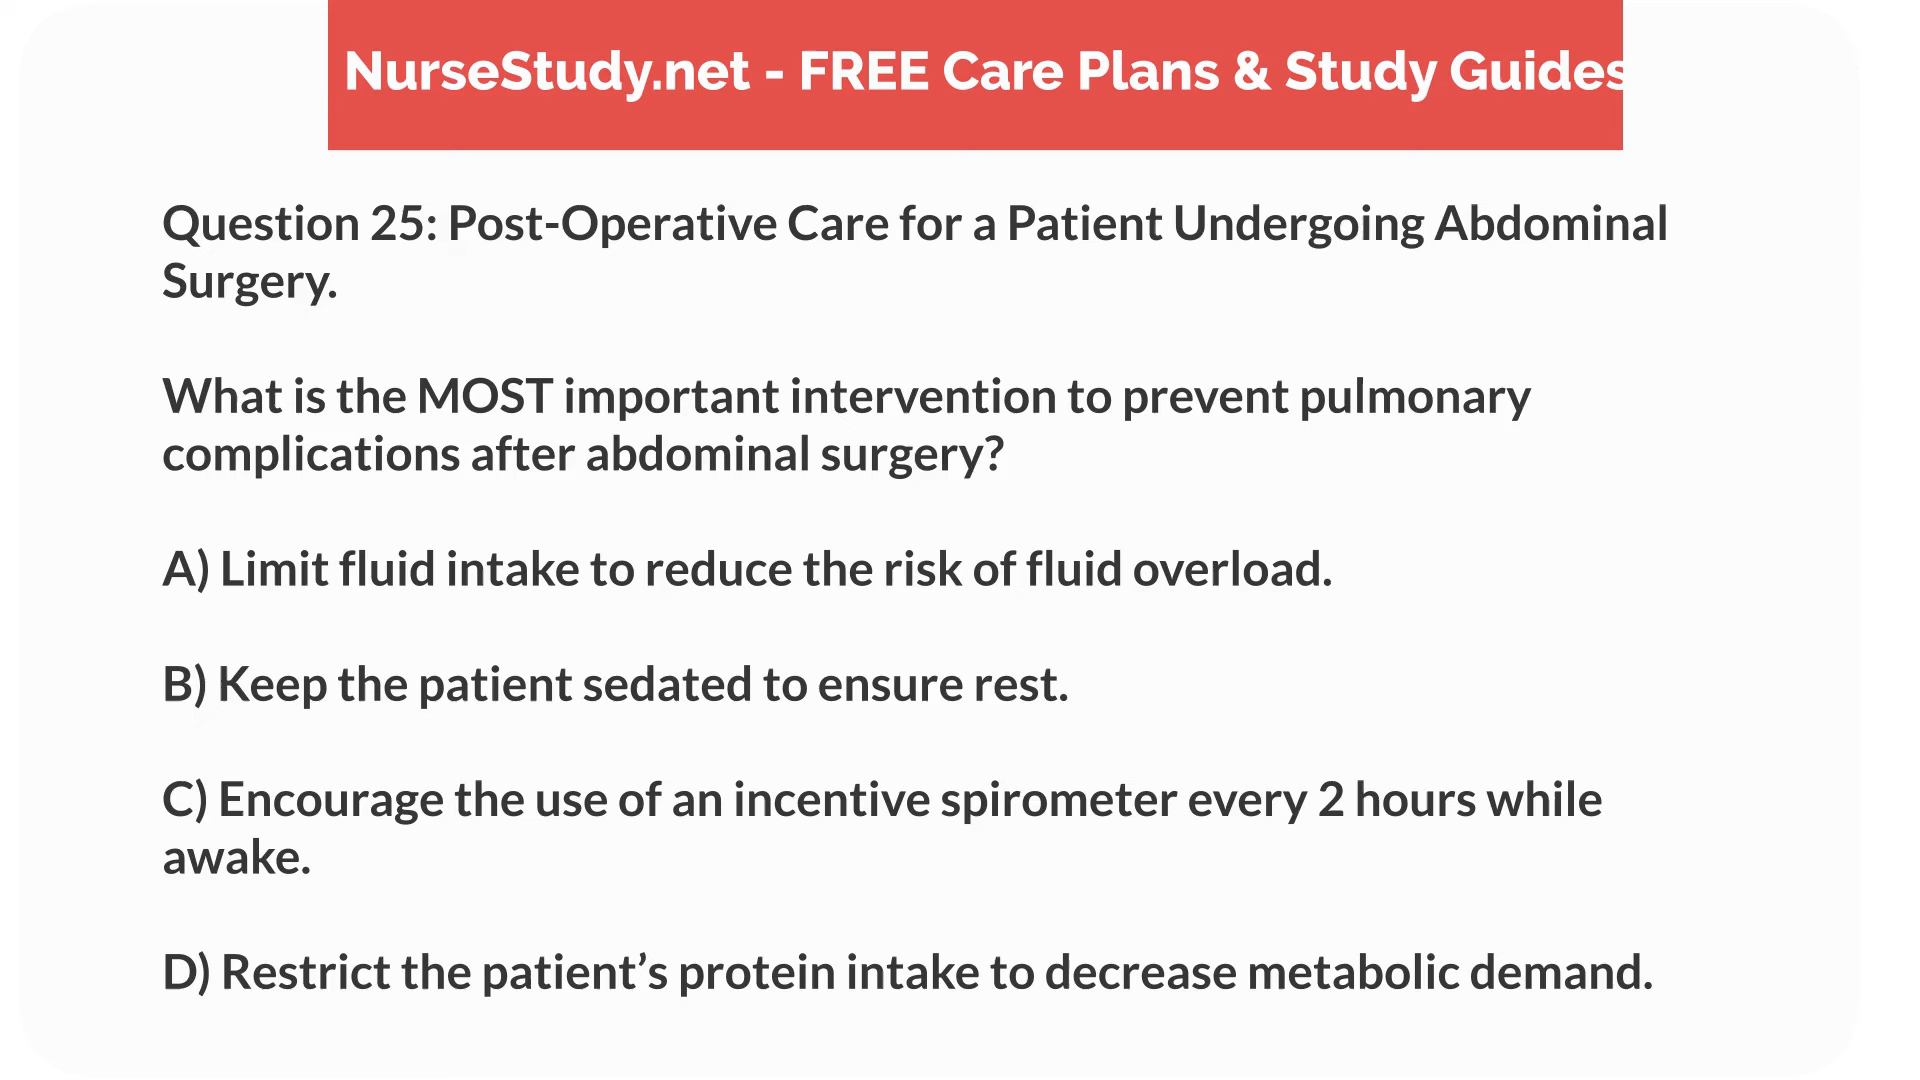 NurseStudy.net - FREE Care Plans & Study Guides
Question 25: Post-Operative Care for a Patient Undergoing Abdominal
Surgery.
What is the MOST important intervention to prevent pulmonary
complications after abdominal surgery?
A) Limit fluid intake to reduce the risk of fluid overload.
B) Keep the patient sedated to ensure rest.
C) Encourage the use of an incentive spirometer every 2 hours while
awake.
D) Restrict the patient’s protein intake to decrease metabolic demand.